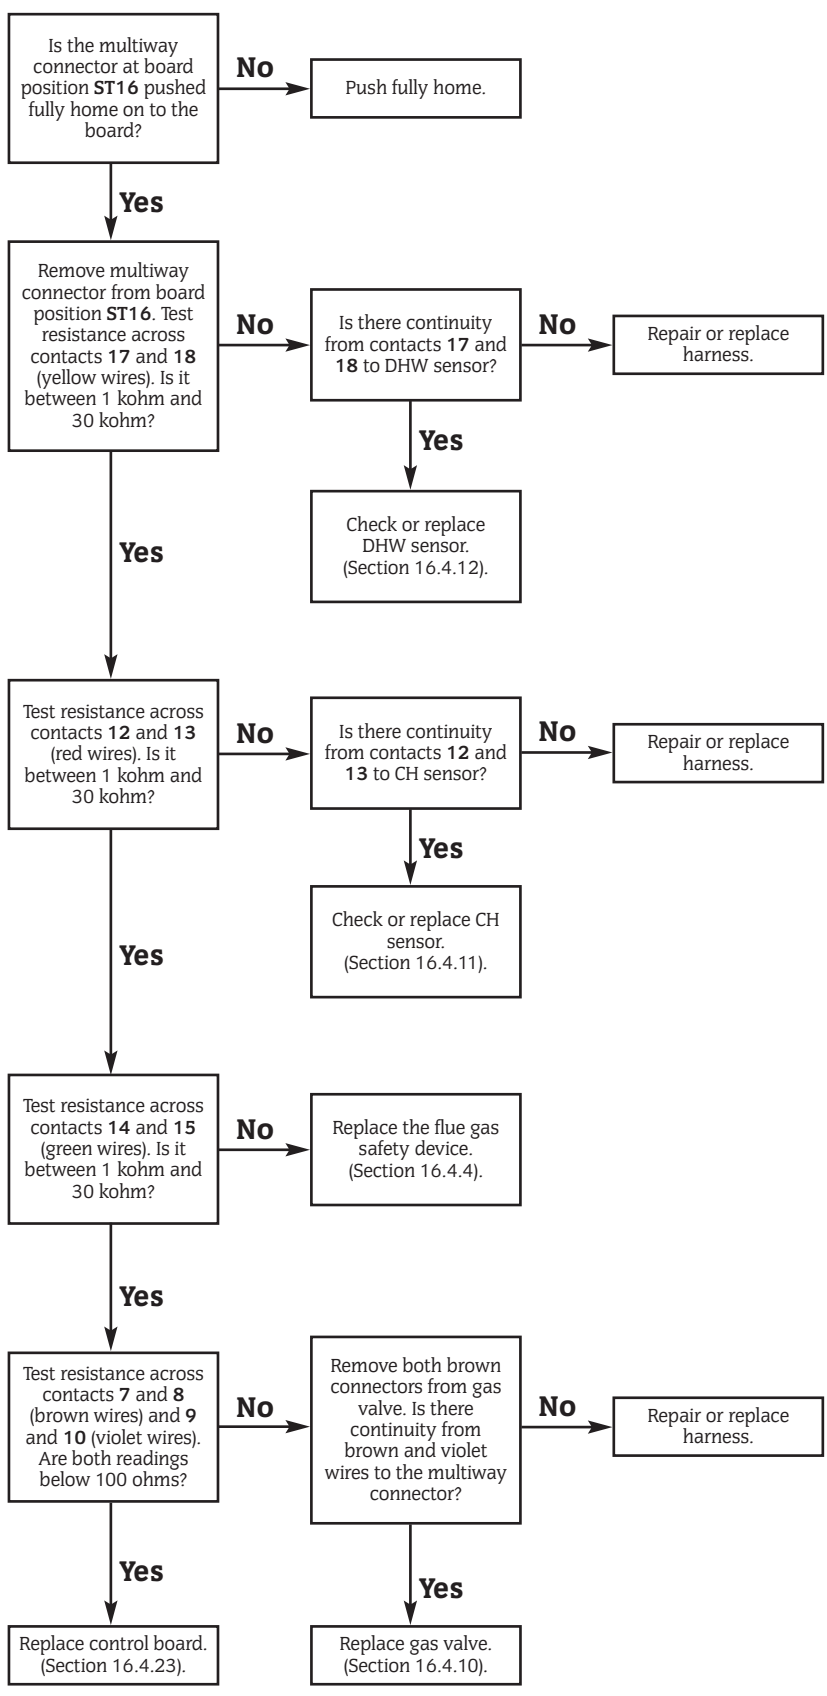 Is the multiway
connector at board
position ST16 pushed
fully home on to the
board?
No
Push fully home.
Yes
Remove multiway
connector from board
position ST16. Test
resistance across
contacts 17 and 18
(yellow wires). Is it
between 1 kohm and
30 kohm?
No
Is there continuity
from contacts 17 and
18 to DHW sensor?
No
Repair or replace
harness.
Yes
Check or replace
DHW sensor.
(Section 16.4.12).
Yes
Test resistance across
contacts 12 and 13
(red wires). Is it
between 1 kohm and
30 kohm?
No
Is there continuity
from contacts 12 and
13 to CH sensor?
No
Repair or replace
harness.
Yes
Check or replace CH
sensor.
(Section 16.4.11).
Yes
Test resistance across
contacts 14 and 15
(green wires). Is it
between 1 kohm and
30 kohm?
No
Replace the flue gas
safety device.
(Section 16.4.4).
Yes
Test resistance across
contacts 7 and 8
(brown wires) and 9
and 10 (violet wires).
Are both readings
below 100 ohms?
No
Remove both brown
connectors from gas
valve. Is there
continuity from
brown and violet
wires to the multiway
connector?
No
Repair or replace
harness.
Yes
Replace control board.
(Section 16.4.23).
Yes
Replace gas valve.
(Section 16.4.10).